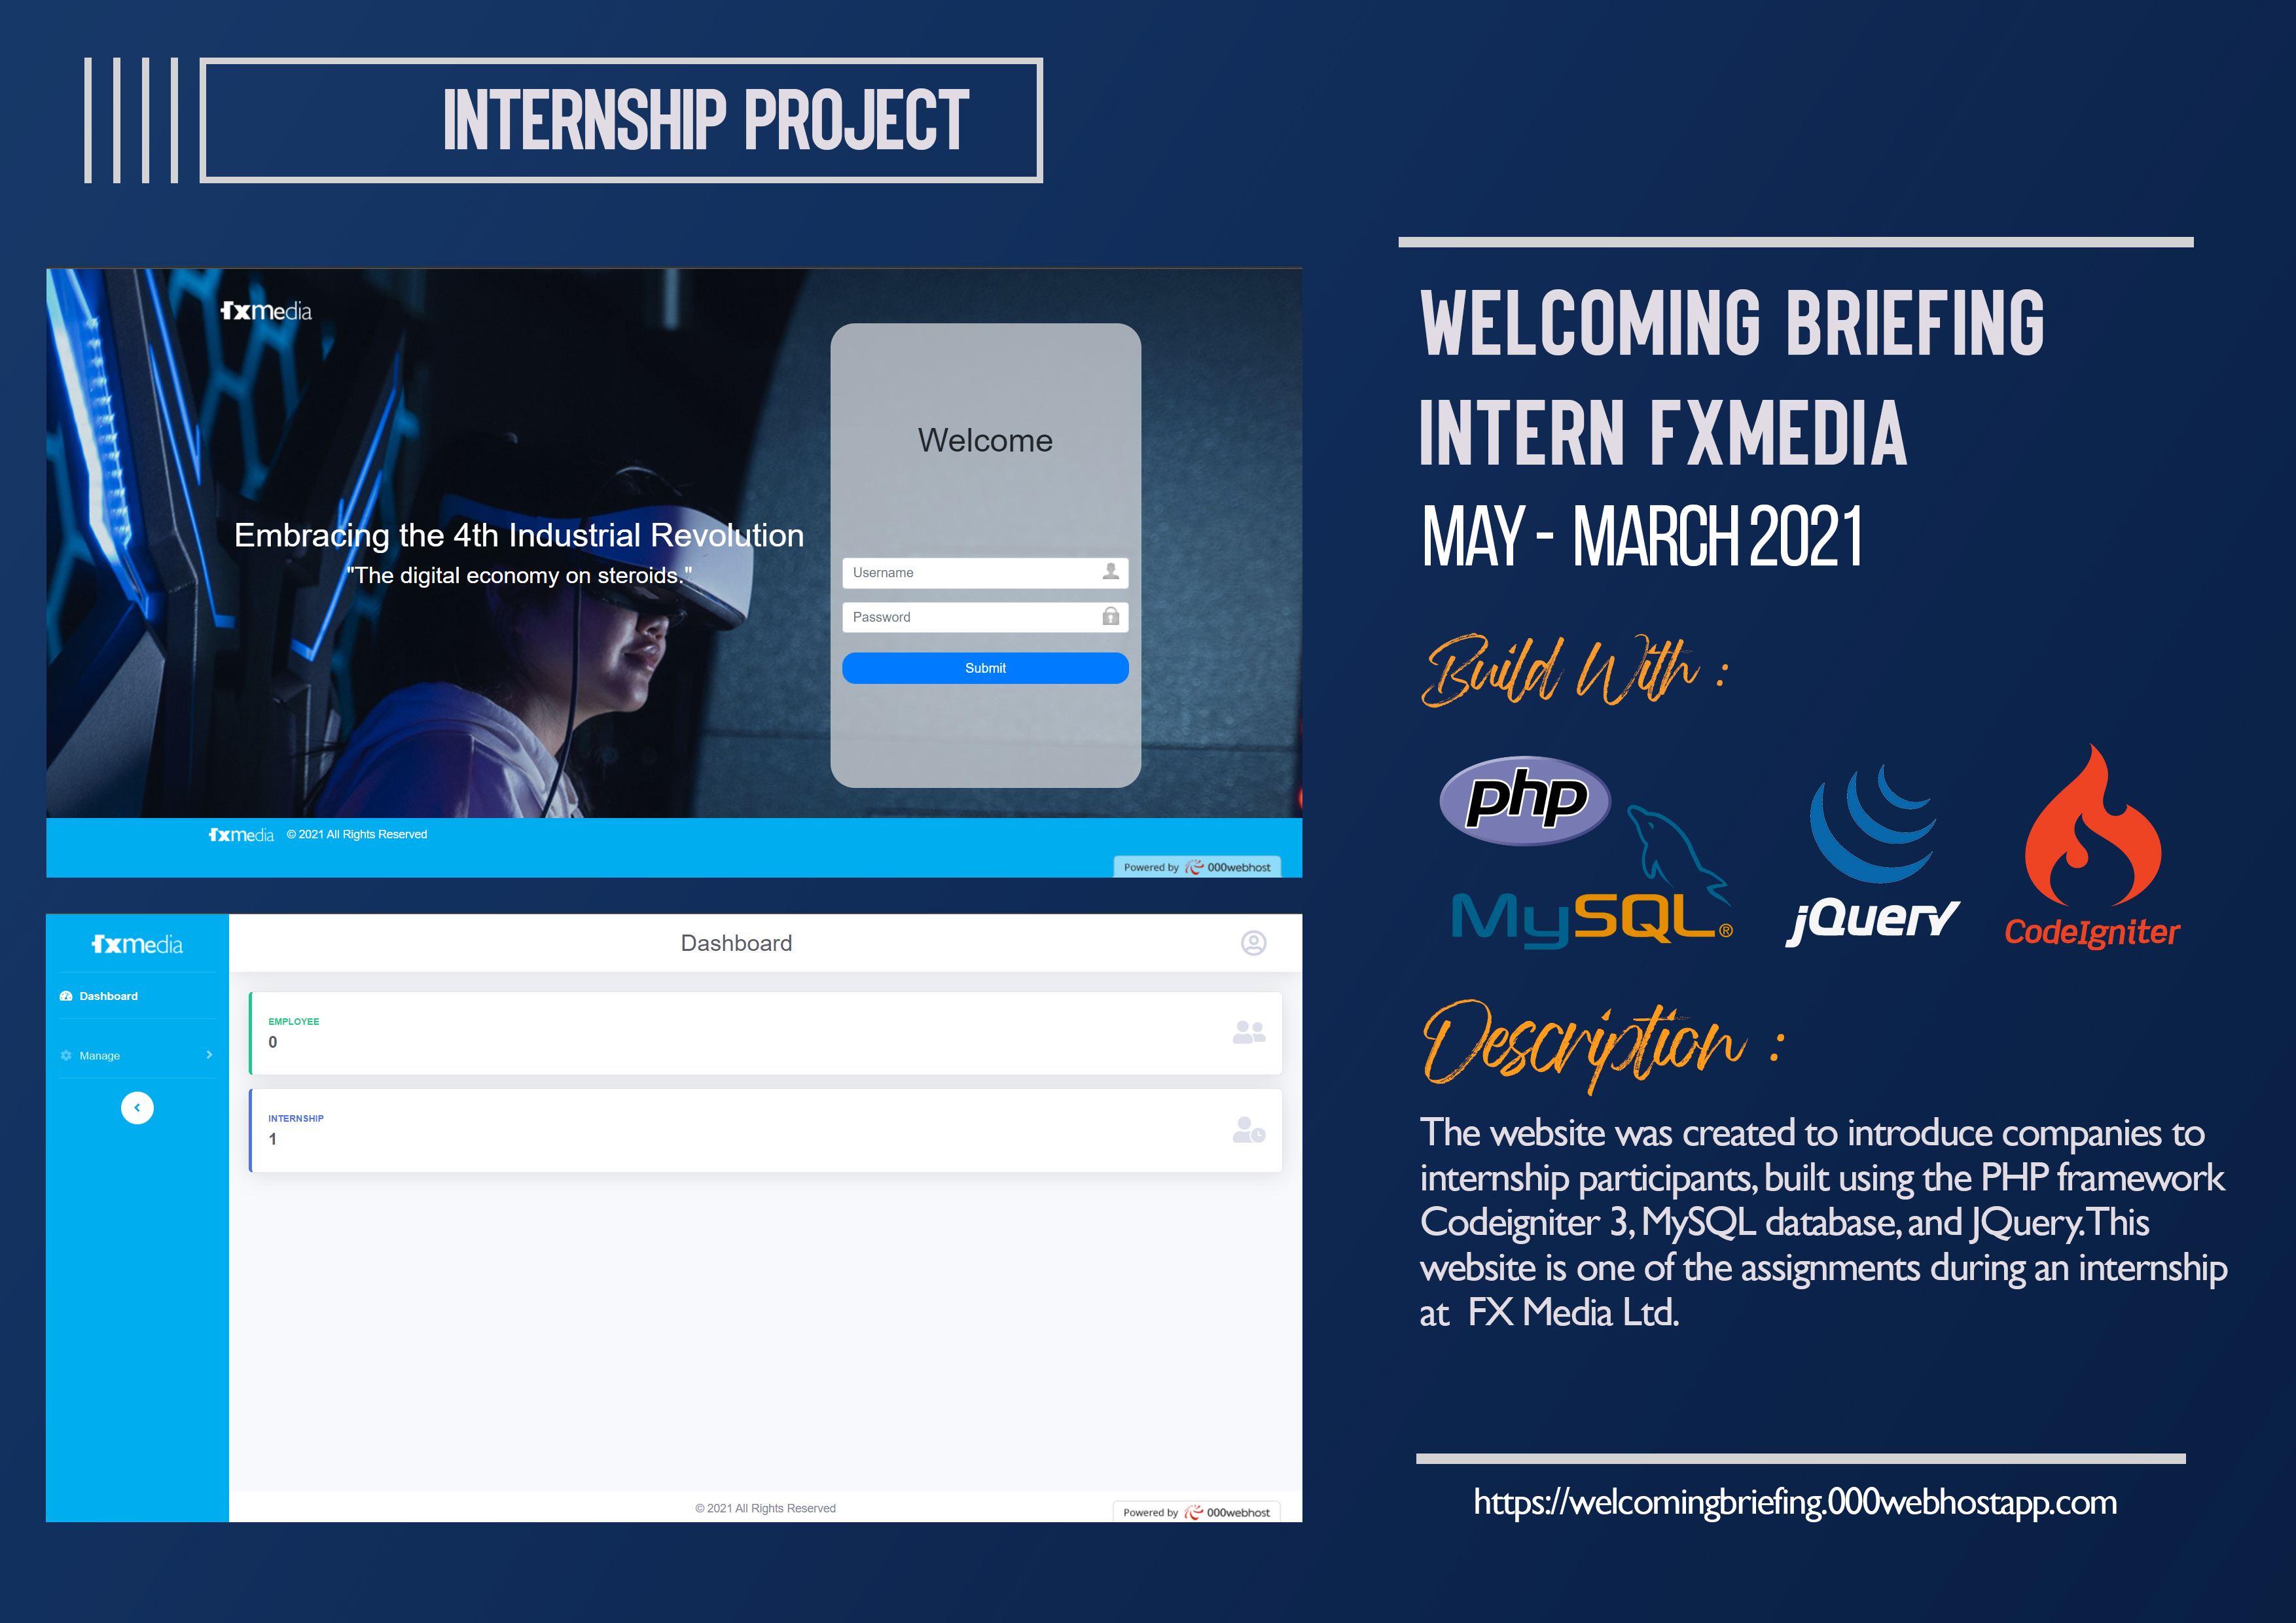 INTERNSHIP PROJECT
fxmedia
Embracing the 4th Industrial Revolution
"The digital economy on steroids."
Welcome
Username
Password
Submit
fxmedia © 2021 All Rights Reserved
Powered by 000webhost
fxmedia
Dashboard
Manage
Dashboard
EMPLOYEE
0
INTERNSHIP
1
© 2021 All Rights Reserved
Powered by 000webhost
WELCOMING BRIEFING
INTERN FXMEDIA
MAY - MARCH 2021
Build With :
php
MySQL®
jQuery
CodeIgniter
Description :
The website was created to introduce companies to
internship participants, built using the PHP framework
Codeigniter 3, MySQL database, and JQuery. This
website is one of the assignments during an internship
at FX Media Ltd.
https://welcomingbriefing.000webhostapp.com